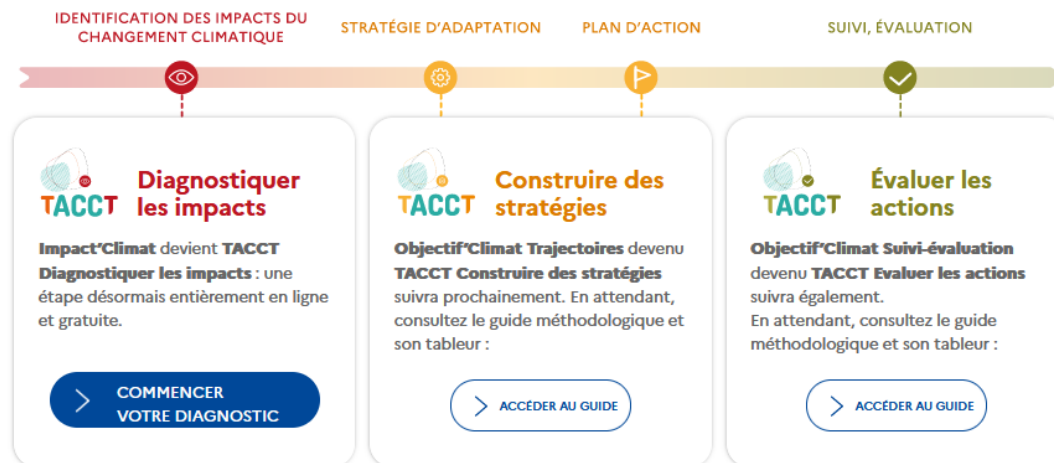 IDENTIFICATION DES IMPACTS DU
CHANGEMENT CLIMATIQUE
STRATÉGIE D'ADAPTATION
PLAN D'ACTION
SUIVI, ÉVALUATION
TACCT
Diagnostiquer
les impacts
Impact'Climat devient TACCT
Diagnostiquer les impacts : une
étape désormais entièrement en ligne
et gratuite.
COMMENCER
VOTRE DIAGNOSTIC
TACCT
Construire des
stratégies
Objectif'Climat Trajectoires devenu
TACCT Construire des stratégies
suivra prochainement. En attendant,
consultez le guide méthodologique et
son tableur :
ACCÉDER AU GUIDE
TACCT
Évaluer les
actions
Objectif'Climat Suivi-évaluation
devenu TACCT Evaluer les actions
suivra également.
En attendant, consultez le guide
méthodologique et son tableur :
ACCÉDER AU GUIDE